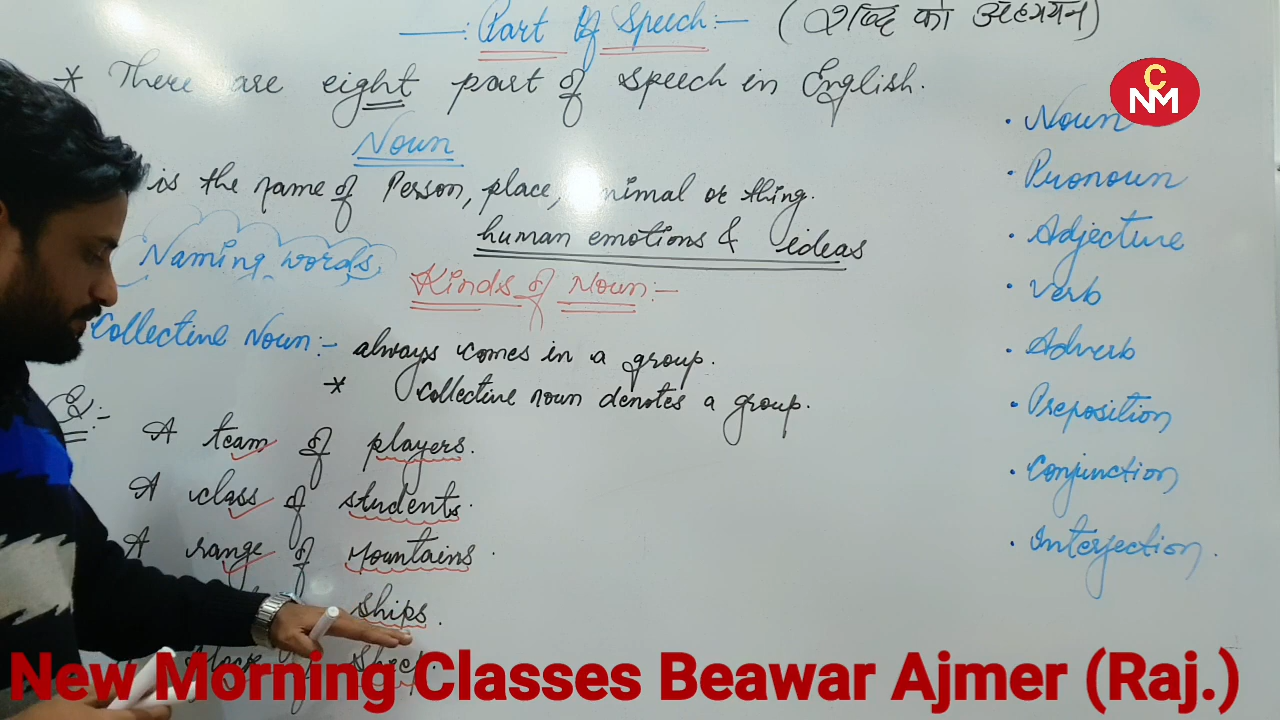 Part Of Speech:— (शब्दि का अध्ययन)
* There are eight part of speech in English.
Noun
is the name of Person, place, nimal or thing.
human emotions & ideas
Naming words,
Kinds of Noun:—
Collective Noun:- always comes in a group.
* Collective noun denotes a group.
Ex:-
A team of players.
A class of students.
A range of Mountains.
ships.
Sheep.
CNM
• Noun
• Pronoun
• Adjective
• Verb
• Adverb
• Preposition
• Conjunction
• Interjection.
New Morning Classes Beawar Ajmer (Raj.)